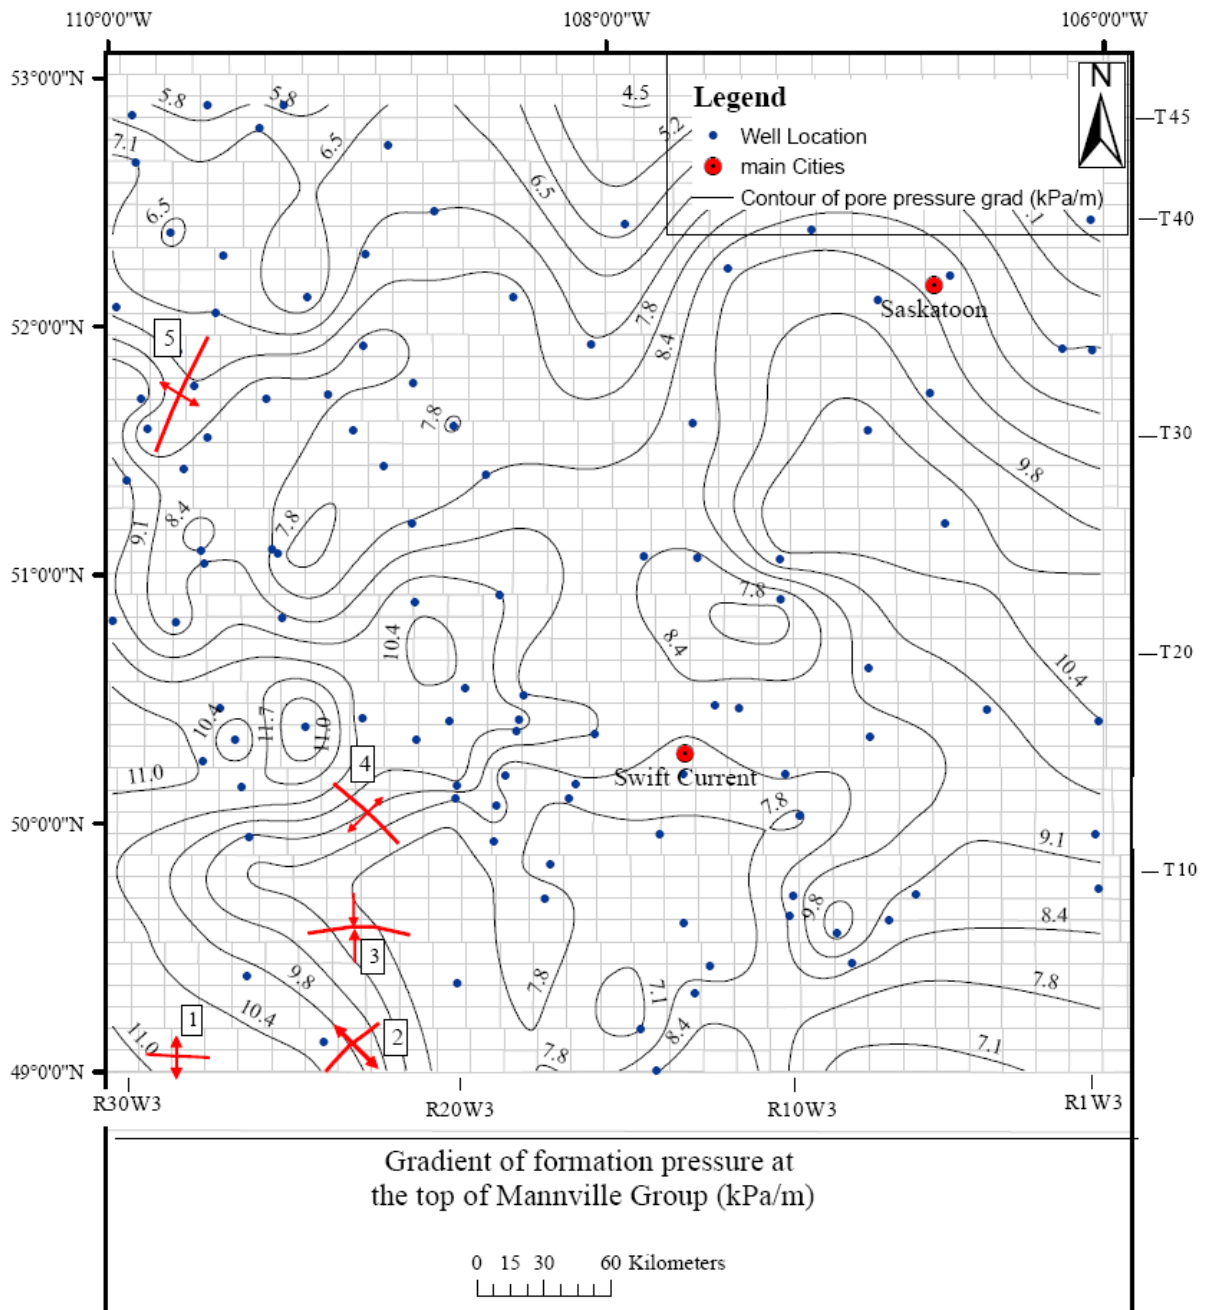 110°0'0"W 108°0'0"W 106°0'0"W
53°0'0"N
5.8 5.8 4.5
Legend
N
T45
Well Location
5.2
7.1 6.5
main Cities
6.5
Contour of pore pressure grad (kPa/m)
6.5
.1
T40
7.8
Saskatoon
52°0'0"N
5
8.4
7.8
T30
9.8
8.4
7.8
9.1
51°0'0"N
7.8
10.4
8.4
T20
10.4
10.4
11.7
11.0
4
11.0
Swift Current
7.8
50°0'0"N
9.1
T10
9.8
8.4
3
9.8
7.8
7.1
7.8
10.4
1
11.0
2
8.4
7.8
7.1
49°0'0"N
R30W3 R20W3 R10W3 R1W3
Gradient of formation pressure at
the top of Mannville Group (kPa/m)
0 15 30 60 Kilometers